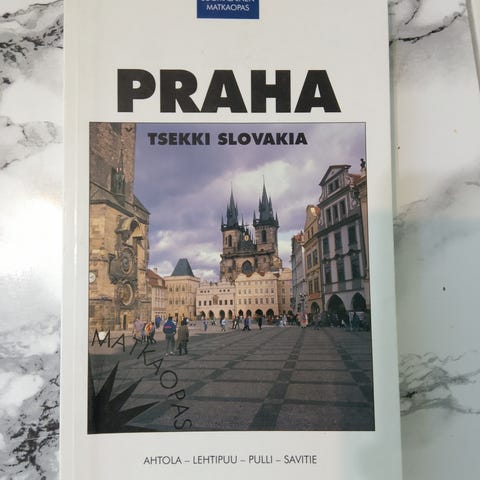 MATKAOPAS
PRAHA
TSEKKI SLOVAKIA
MATKAOPAS
AHTOLA – LEHTIPUU – PULLI – SAVITIE